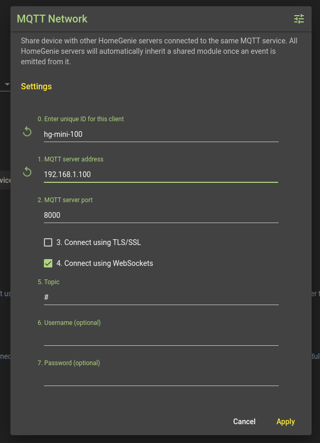 MQTT Network
Share device with other HomeGenie servers connected to the same MQTT service. All
HomeGenie servers will automatically inherit a shared module once an event is
emitted from it.
Settings
0. Enter unique ID for this client
hg-mini-100
1. MQTT server address
192.168.1.100
2. MQTT server port
8000
3. Connect using TLS/SSL
4. Connect using WebSockets
5. Topic
#
6. Username (optional)
7. Password (optional)
Cancel Apply